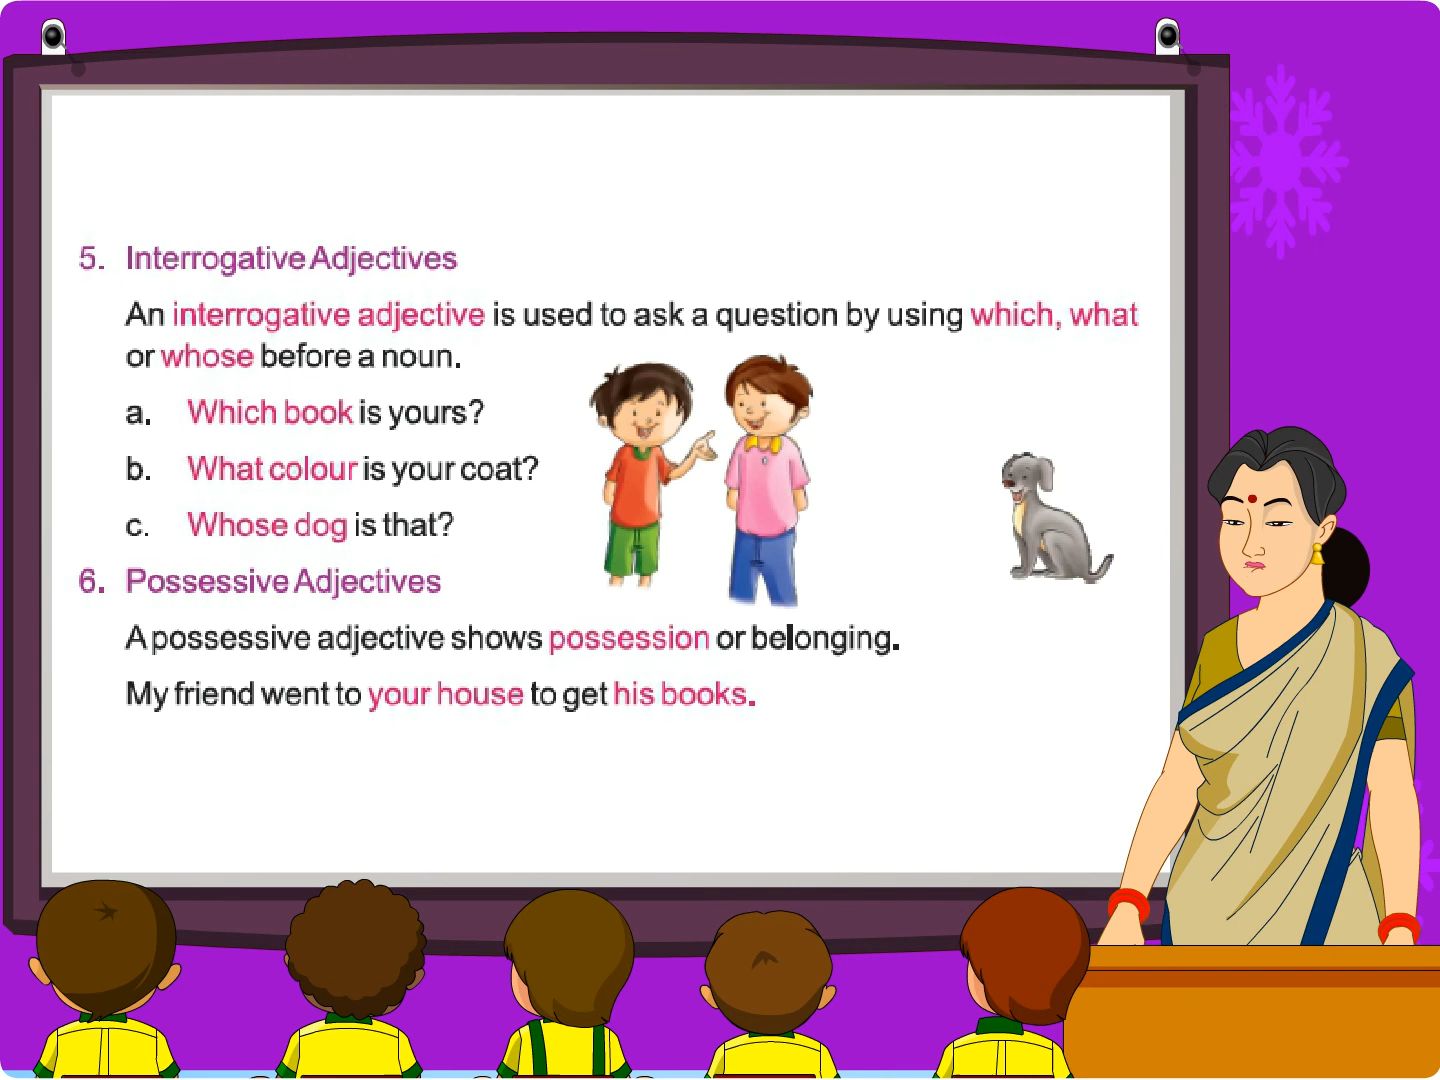 5. Interrogative Adjectives
An interrogative adjective is used to ask a question by using which, what
or whose before a noun.
a. Which book is yours?
b. What colour is your coat?
c. Whose dog is that?
6. Possessive Adjectives
A possessive adjective shows possession or belonging.
My friend went to your house to get his books.